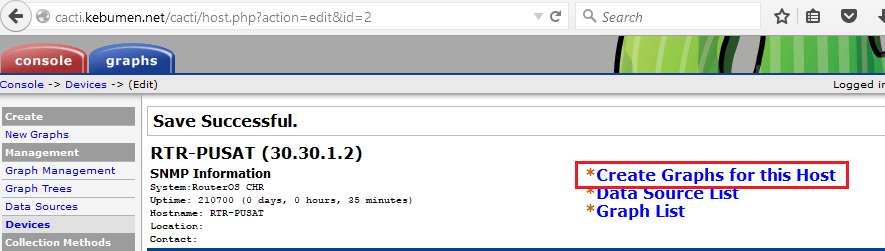 cacti.kebumen.net/cacti/host.php?action=edit&id=2
Search
console
graphs
Console -> Devices -> (Edit)
Logged in
Create
New Graphs
Management
Graph Management
Graph Trees
Data Sources
Devices
Collection Methods
Save Successful.
RTR-PUSAT (30.30.1.2)
SNMP Information
System:RouterOS CHR
Uptime: 210700 (0 days, 0 hours, 35 minutes)
Hostname: RTR-PUSAT
Location:
Contact:
*Create Graphs for this Host
*Data Source List
*Graph List